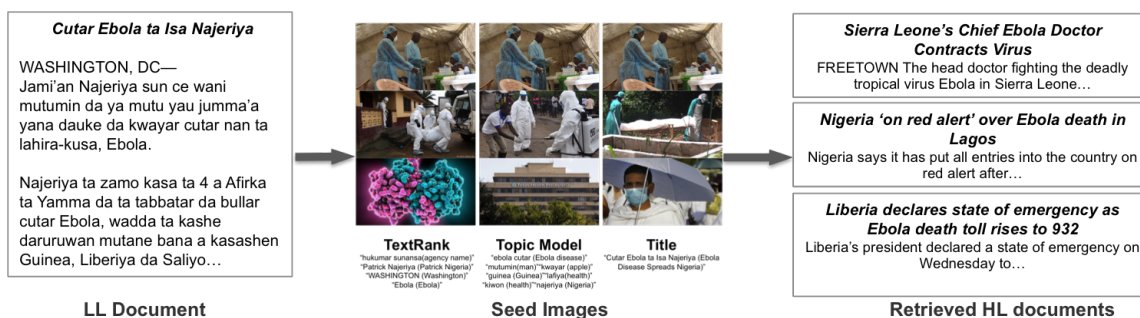 Cutar Ebola ta Isa Najeriya
WASHINGTON, DC—
Jami'an Najeriya sun ce wani
mutumin da ya mutu yau jumma'a
yana dauke da kwayar cutar nan ta
lahira-kusa, Ebola.
Najeriya ta zamo kasa ta 4 a Afirka
ta Yamma da ta tabbatar da bullar
cutar Ebola, wadda ta kashe
daruruwan mutane bana a kasashen
Guinea, Liberiya da Saliyo…
LL Document
TextRank
"hukumar sunansa(agency name)"
"Patrick Najeriya (Patrick Nigeria)"
"WASHINGTON (Washington)"
"Ebola (Ebola)"
Topic Model
"ebola cutar (Ebola disease)"
"mutumin(man)""kwayar (apple)"
"guinea (Guinea)""lafiya(health)"
"kiwon (health)""najeriya (Nigeria)"
Title
"Cutar Ebola ta Isa Najeriya (Ebola
Disease Spreads Nigeria)"
Seed Images
Sierra Leone's Chief Ebola Doctor
Contracts Virus
FREETOWN The head doctor fighting the deadly
tropical virus Ebola in Sierra Leone…
Nigeria 'on red alert' over Ebola death in
Lagos
Nigeria says it has put all entries into the country on
red alert after…
Liberia declares state of emergency as
Ebola death toll rises to 932
Liberia's president declared a state of emergency on
Wednesday to…
Retrieved HL documents